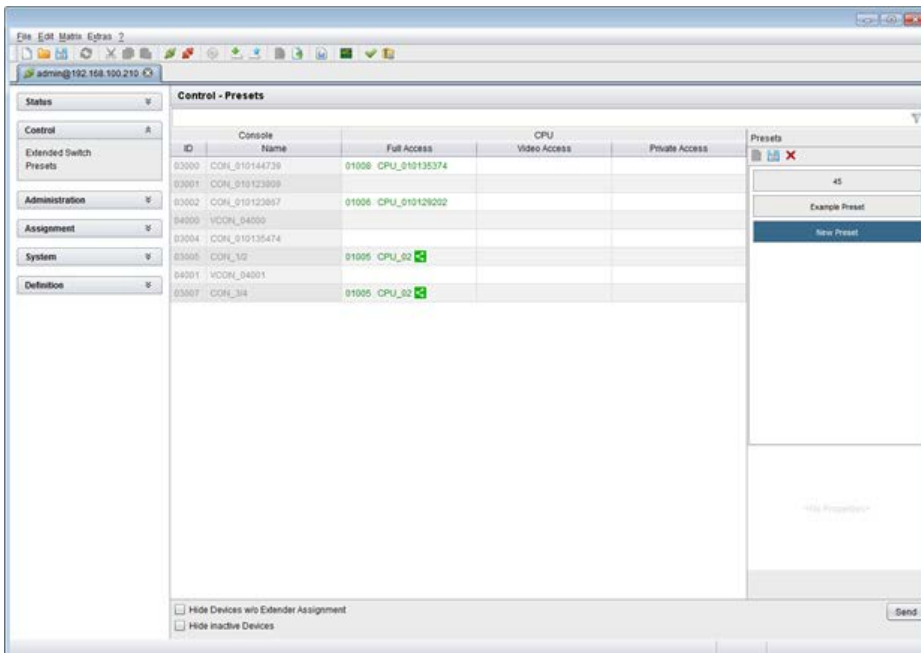 File Edit Matrix Extras ?
admin@192.168.100.210
Status
Control
Extended Switch
Presets
Administration
Assignment
System
Definition
Control - Presets
Console CPU
ID Name Full Access Video Access Private Access
03000 CON_010144739 01008 CPU_010135374
03001 CON_010123809
03002 CON_010123867 01006 CPU_010129202
04000 VCON_04000
03004 CON_010135474
03005 CON_1/2 01005 CPU_02
04001 VCON_04001
03007 CON_3/4 01005 CPU_02
Presets
45
Example Preset
New Preset
<No Properties>
Hide Devices w/o Extender Assignment
Hide inactive Devices
Send